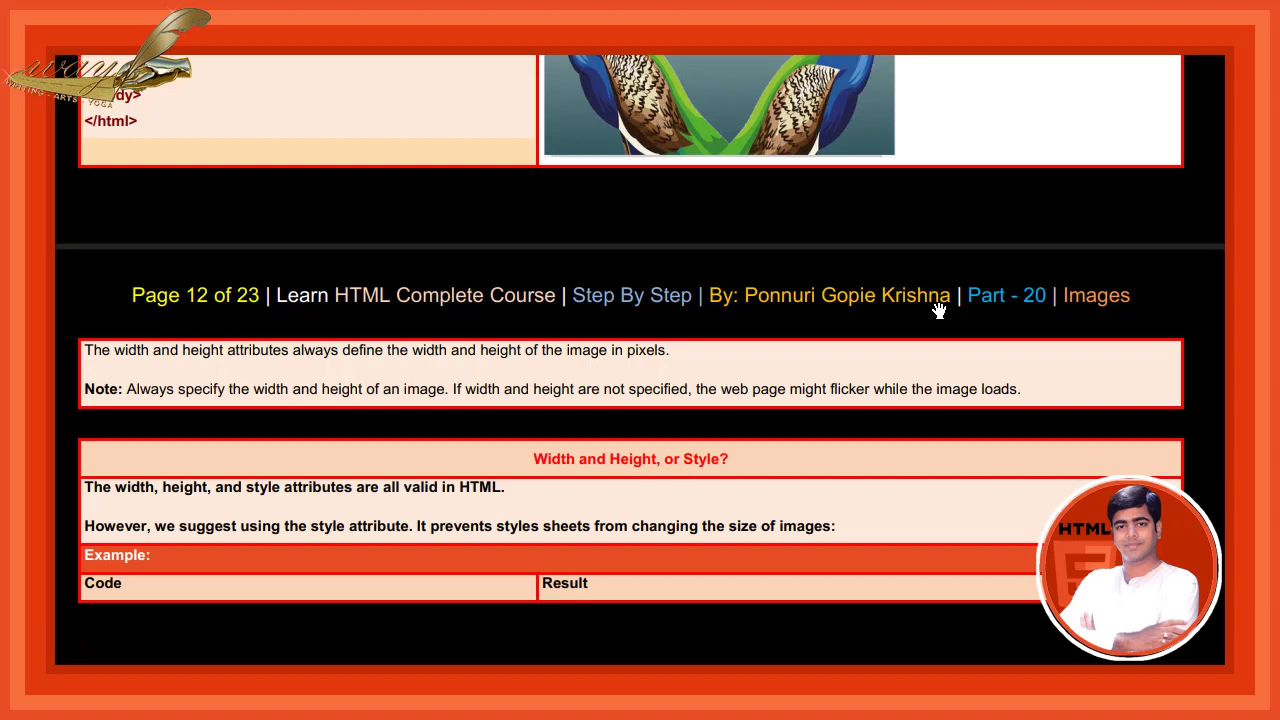 way
WRITING - ARTS - YOGA
dy>
</html>
Page 12 of 23 | Learn HTML Complete Course | Step By Step | By: Ponnuri Gopie Krishna | Part - 20 | Images
The width and height attributes always define the width and height of the image in pixels.
Note: Always specify the width and height of an image. If width and height are not specified, the web page might flicker while the image loads.
Width and Height, or Style?
The width, height, and style attributes are all valid in HTML.
However, we suggest using the style attribute. It prevents styles sheets from changing the size of images:
Example:
Code
Result
HTML